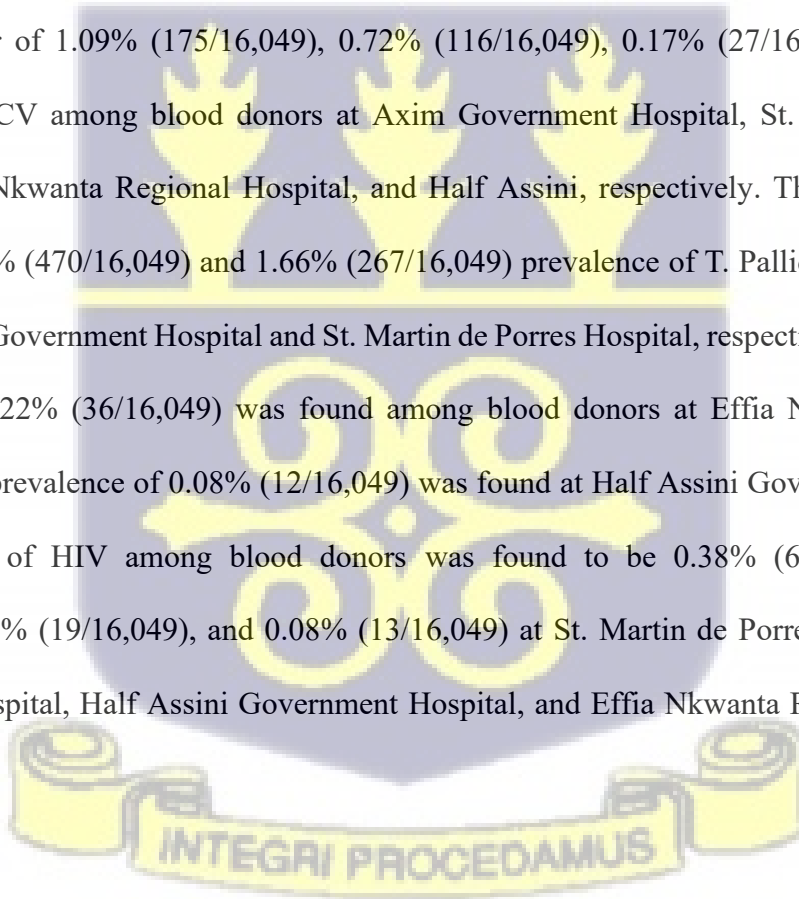 of 1.09% (175/16,049), 0.72% (116/16,049), 0.17% (27/16
CV among blood donors at Axim Government Hospital, St.
Nkwanta Regional Hospital, and Half Assini, respectively. Th
% (470/16,049) and 1.66% (267/16,049) prevalence of T. Pallid
Government Hospital and St. Martin de Porres Hospital, respecti
22% (36/16,049) was found among blood donors at Effia N
prevalence of 0.08% (12/16,049) was found at Half Assini Gov
of HIV among blood donors was found to be 0.38% (6
% (19/16,049), and 0.08% (13/16,049) at St. Martin de Porre
spital, Half Assini Government Hospital, and Effia Nkwanta R
INTEGRI PROCEDAMUS